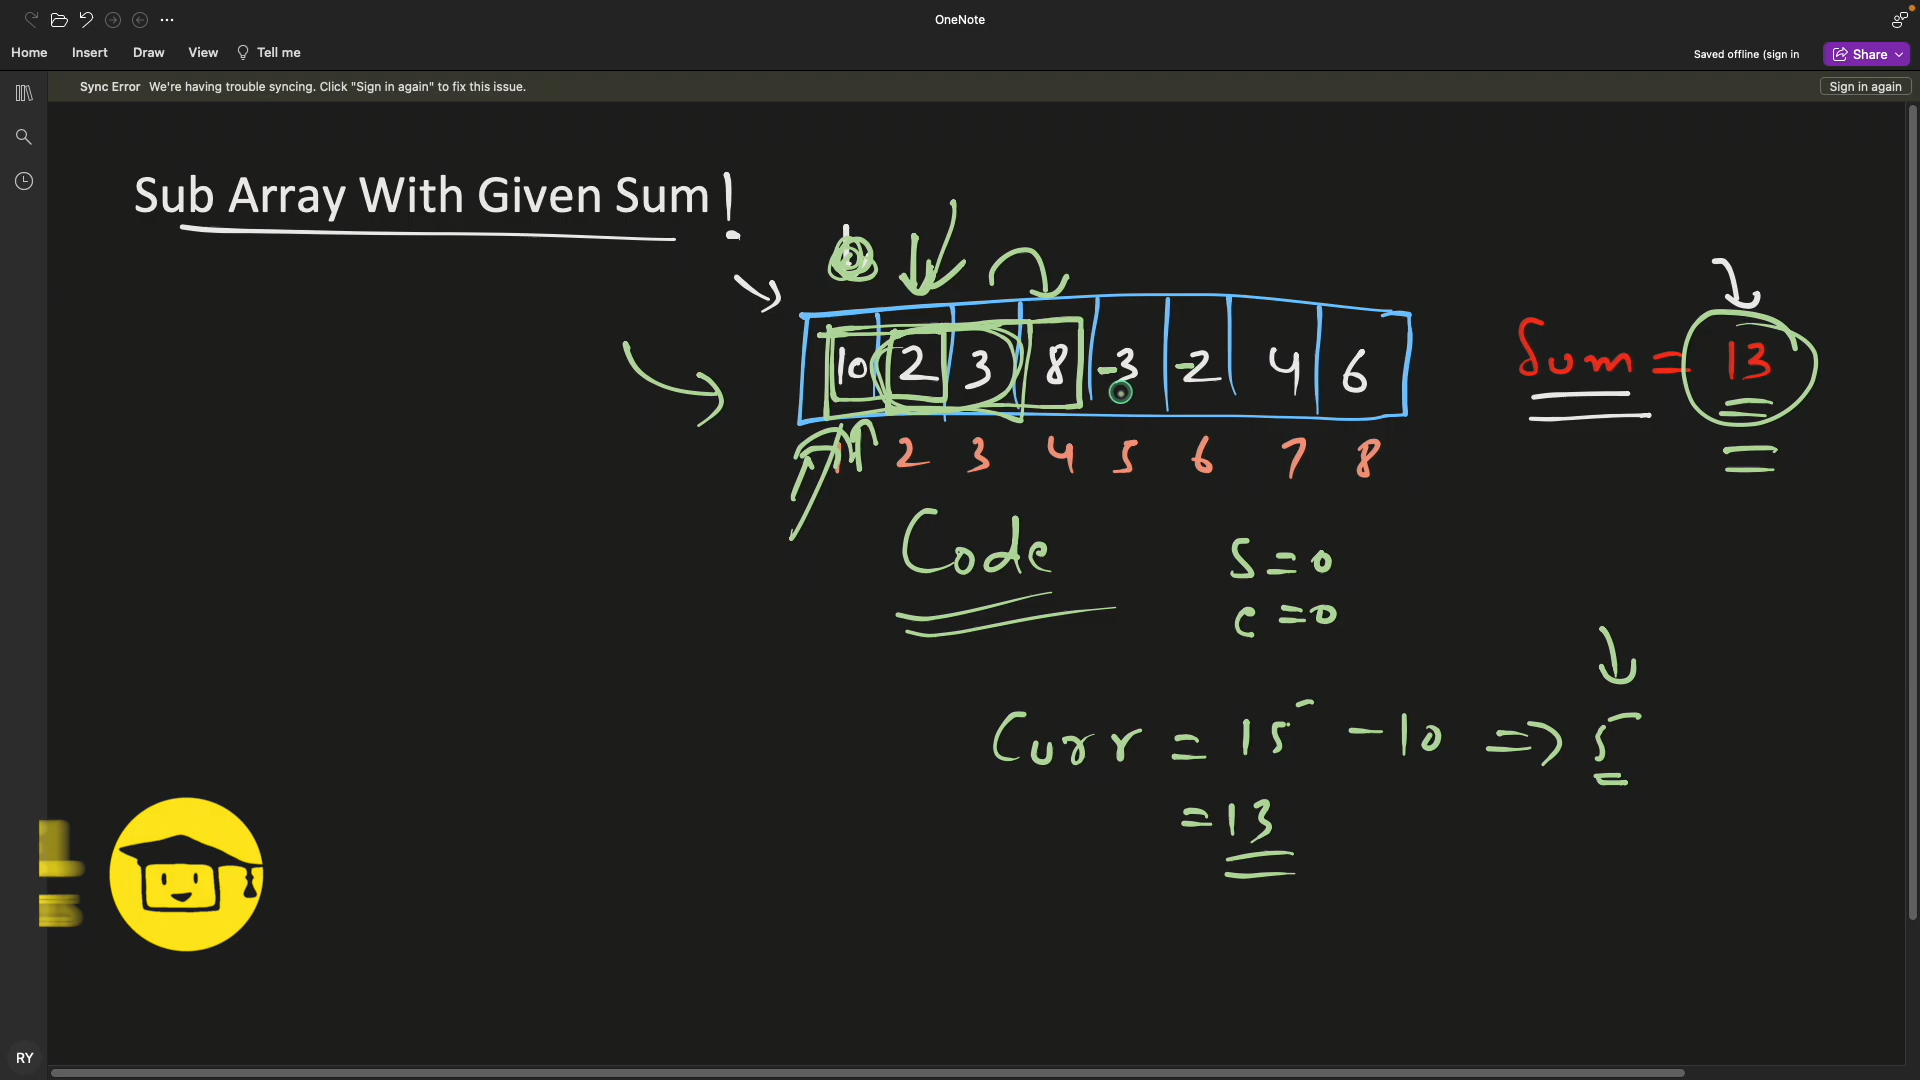 OneNote
Home Insert Draw View Tell me
Saved offline (sign in
Share
Sync Error We're having trouble syncing. Click "Sign in again" to fix this issue.
Sign in again
Sub Array With Given Sum!
10 2 3 8 -3 -2 4 6
Sum = 13
1 2 3 4 5 6 7 8
Code
S = 0
e = 0
Curr = 15 - 10 => 5
= 13
RY